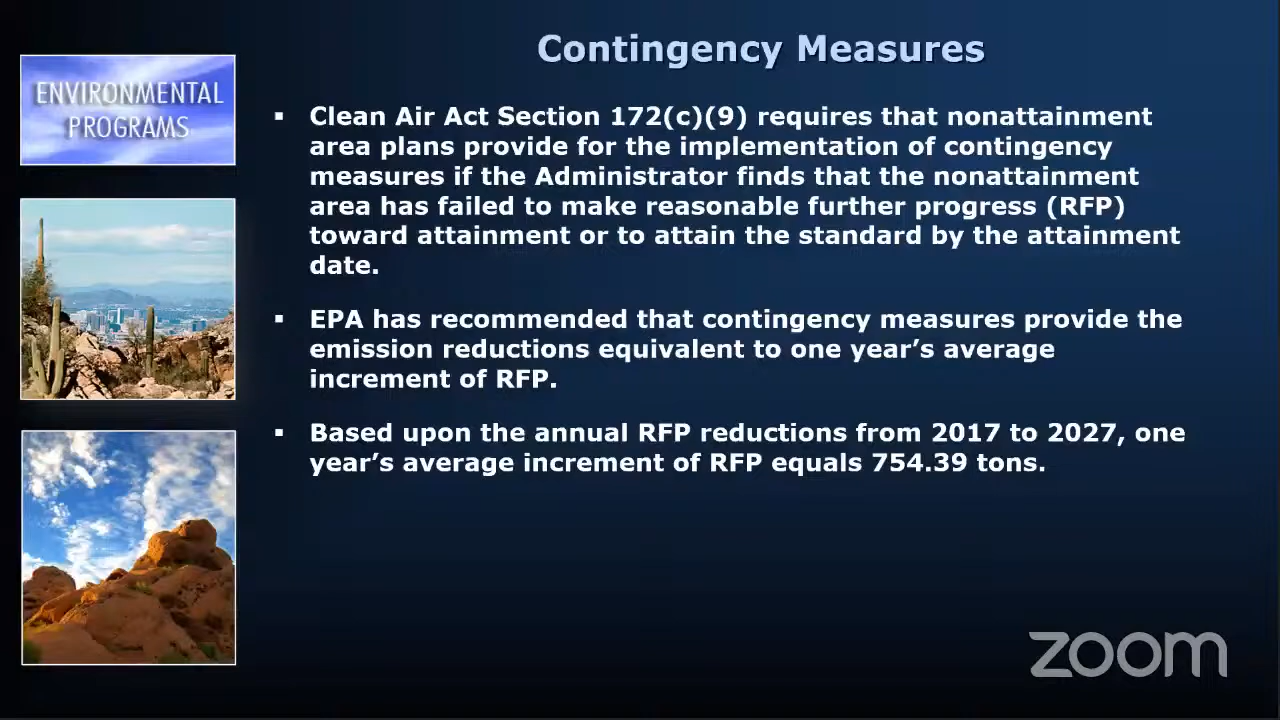 Contingency Measures
ENVIRONMENTAL
PROGRAMS
▪ Clean Air Act Section 172(c)(9) requires that nonattainment
area plans provide for the implementation of contingency
measures if the Administrator finds that the nonattainment
area has failed to make reasonable further progress (RFP)
toward attainment or to attain the standard by the attainment
date.
▪ EPA has recommended that contingency measures provide the
emission reductions equivalent to one year’s average
increment of RFP.
▪ Based upon the annual RFP reductions from 2017 to 2027, one
year’s average increment of RFP equals 754.39 tons.
zoom